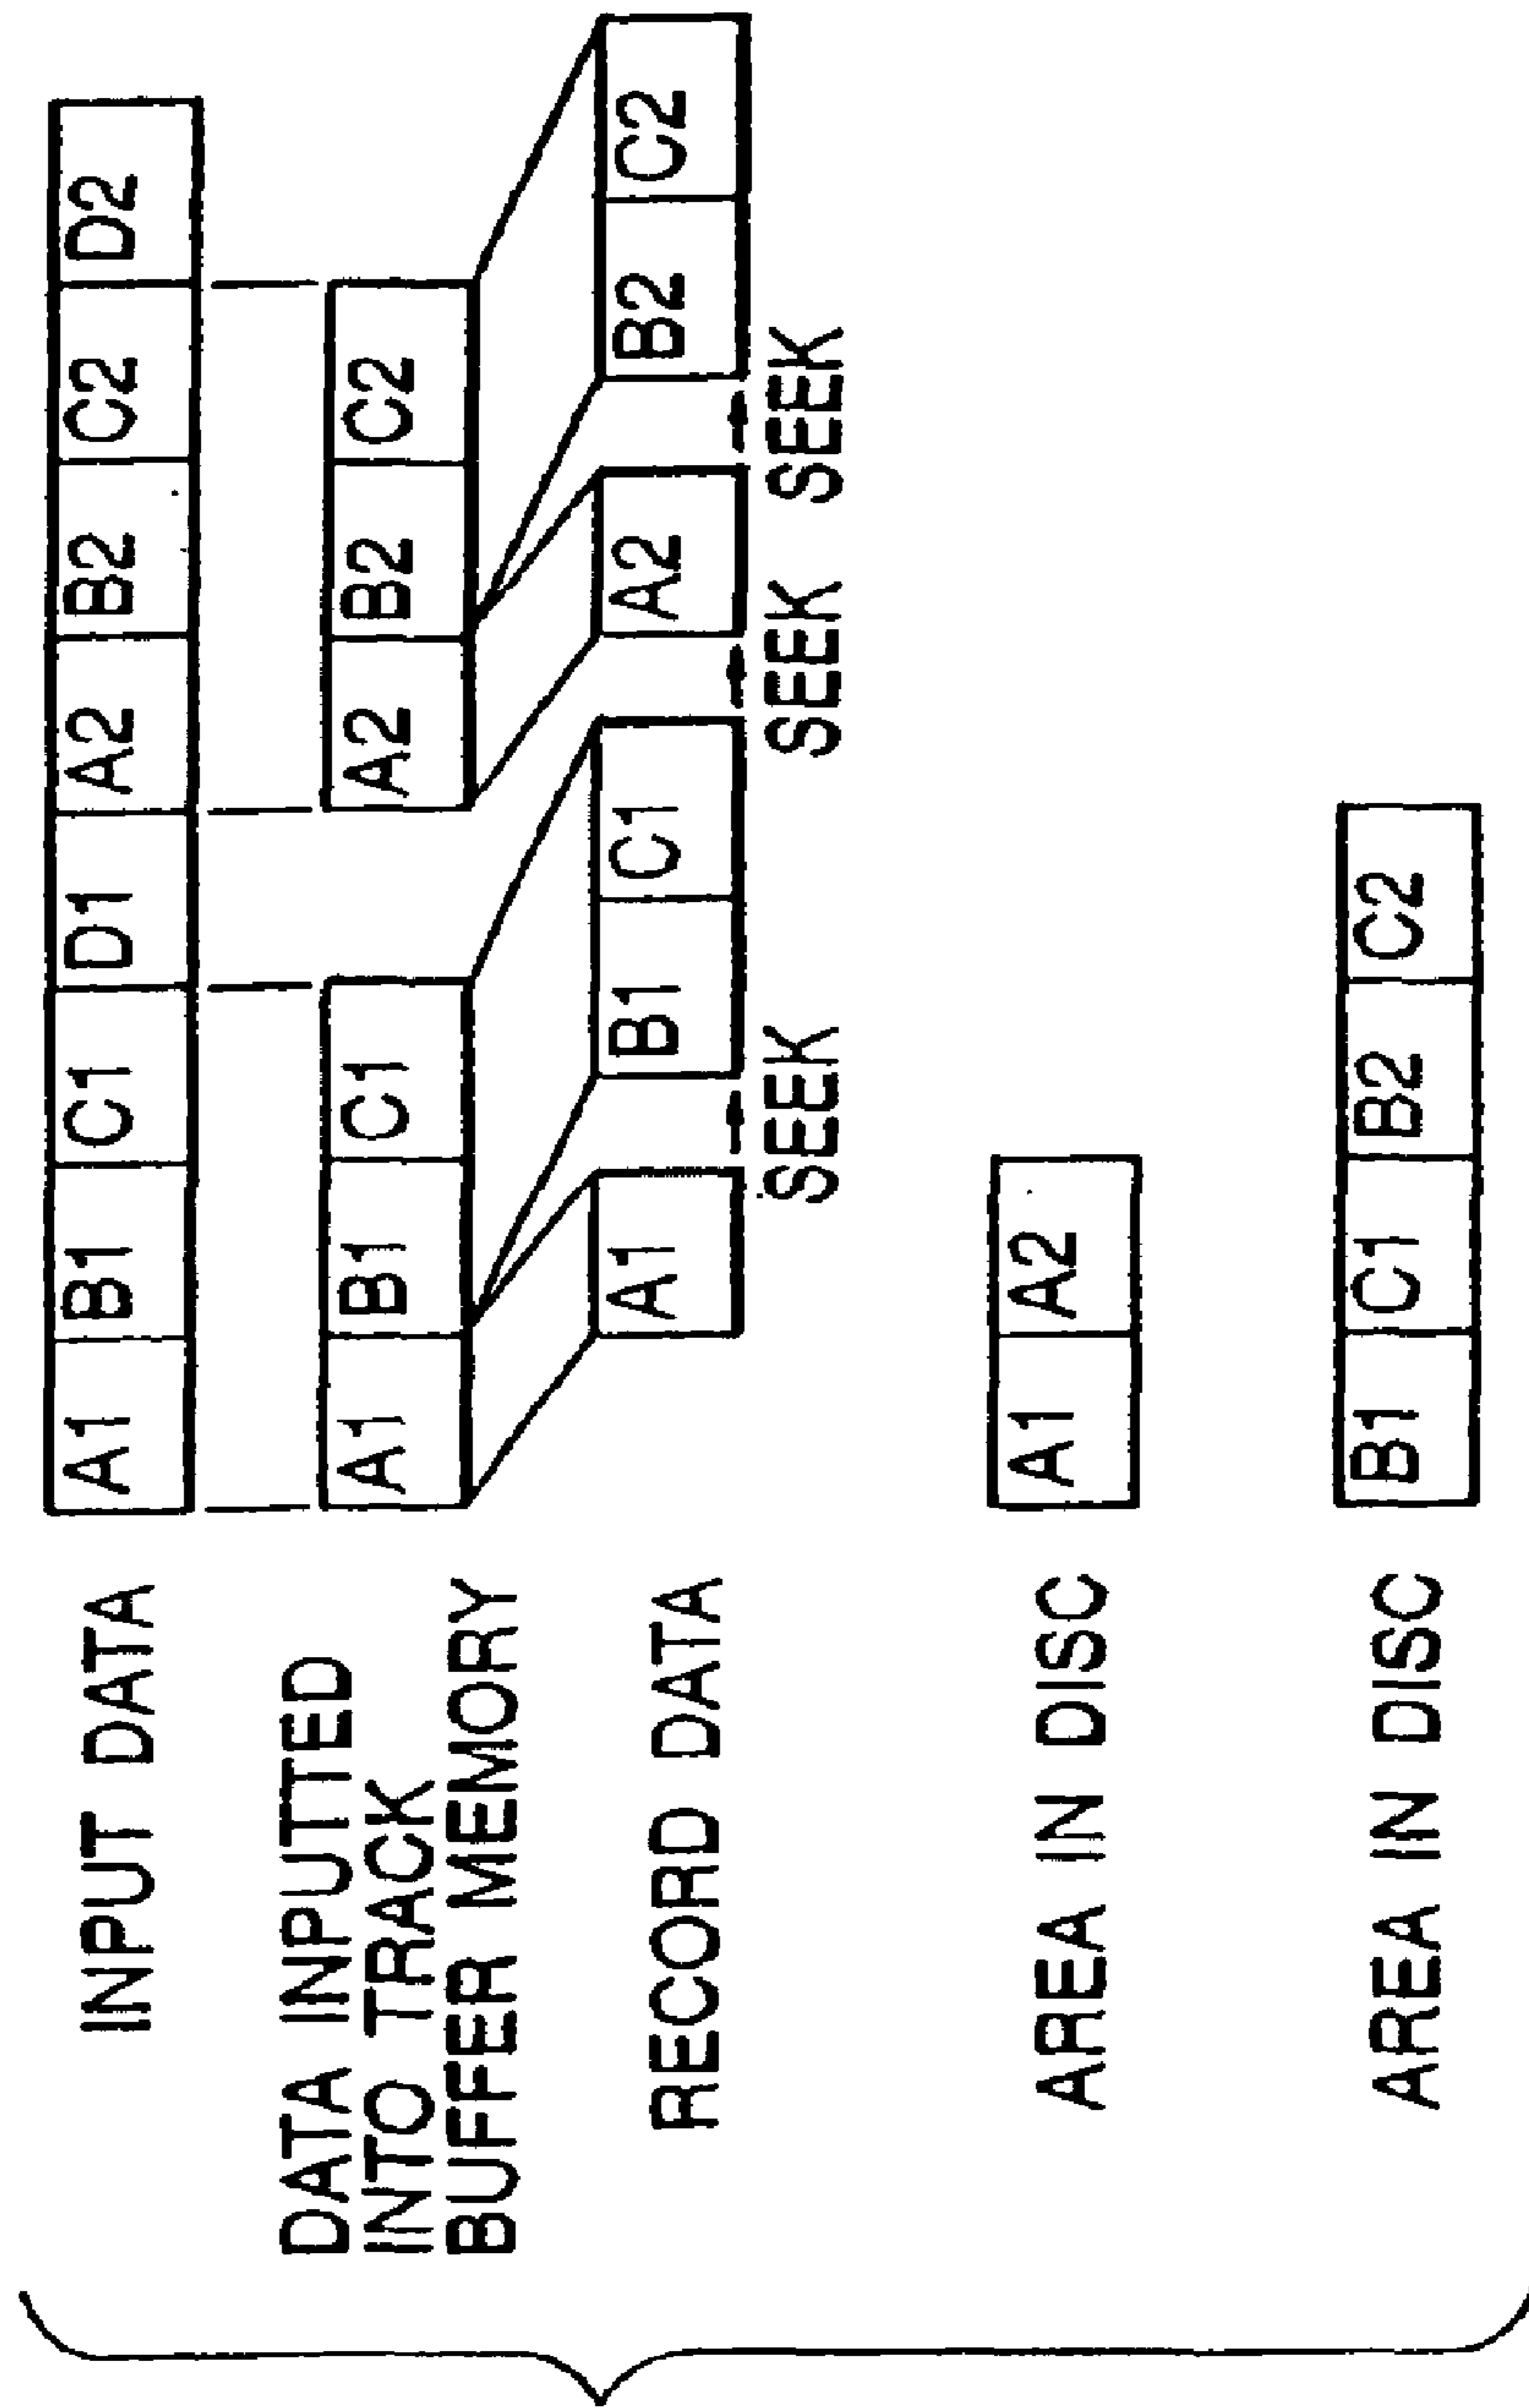 INPUT DATA
A1 B1 C1 D1 A2 B2 C2 D2
DATA INPUTTED
INTO TRACK
BUFFER MEMORY
A1 B1 C1
A2 B2 C2
RECORD DATA
A1
B1 C1
A2
B2 C2
SEEK SEEK SEEK
AREA IN DISC
A1 A2
AREA IN DISC
B1 C1 B2 C2